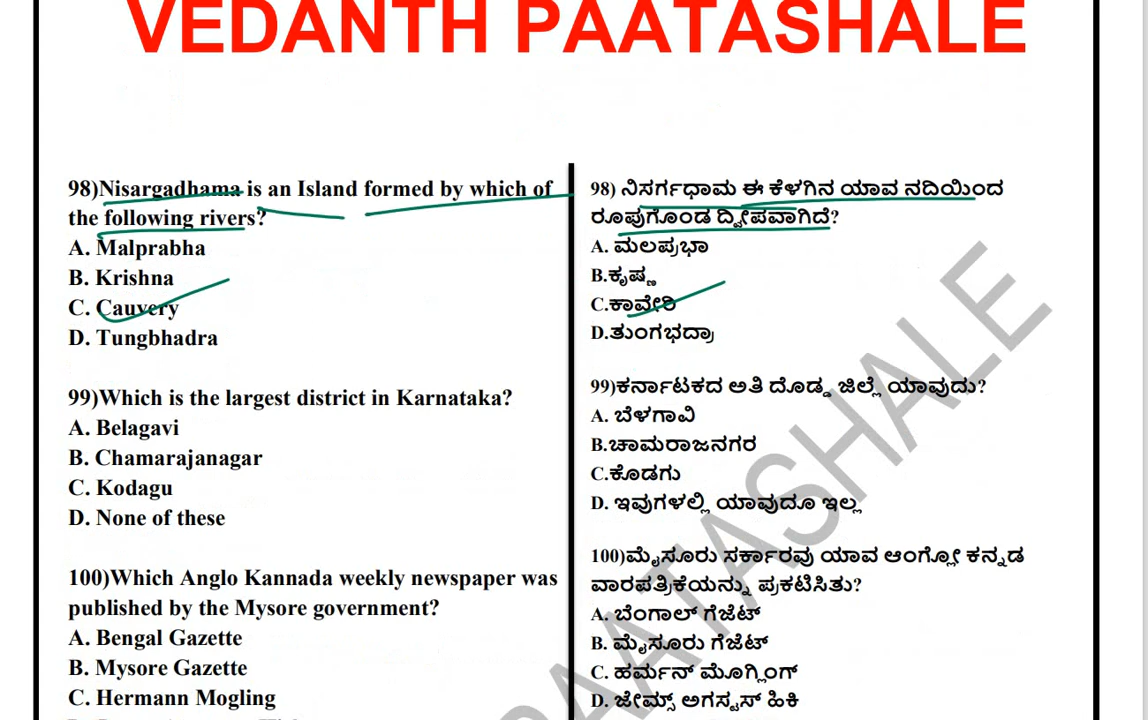 VEDANTH PAATASHALE
98)Nisargadhama is an Island formed by which of
the following rivers?
A. Malprabha
B. Krishna
C. Cauvery
D. Tungbhadra
99)Which is the largest district in Karnataka?
A. Belagavi
B. Chamarajanagar
C. Kodagu
D. None of these
100)Which Anglo Kannada weekly newspaper was
published by the Mysore government?
A. Bengal Gazette
B. Mysore Gazette
C. Hermann Mogling
98) ನಿಸರ್ಗಧಾಮ ಈ ಕೆಳಗಿನ ಯಾವ ನದಿಯಿಂದ
ರೂಪುಗೊಂಡ ದ್ವೀಪವಾಗಿದೆ?
A. ಮಲಪ್ರಭಾ
B.ಕೃಷ್ಣ
C.ಕಾವೇರಿ
D.ತುಂಗಭದ್ರಾ
99)ಕರ್ನಾಟಕದ ಅತಿ ದೊಡ್ಡ ಜಿಲ್ಲೆ ಯಾವುದು?
A. ಬೆಳಗಾವಿ
B.ಚಾಮರಾಜನಗರ
C.ಕೊಡಗು
D. ಇವುಗಳಲ್ಲಿ ಯಾವುದೂ ಇಲ್ಲ
100)ಮೈಸೂರು ಸರ್ಕಾರವು ಯಾವ ಆಂಗ್ಲೋ ಕನ್ನಡ
ವಾರಪತ್ರಿಕೆಯನ್ನು ಪ್ರಕಟಿಸಿತು?
A. ಬೆಂಗಾಲ್ ಗೆಜೆಟ್
B. ಮೈಸೂರು ಗೆಜೆಟ್
C. ಹರ್ಮನ್ ಮೊಗ್ಲಿಂಗ್
D. ಜೇಮ್ಸ್ ಅಗಸ್ಟಸ್ ಹಿಕಿ
PAATASHALE